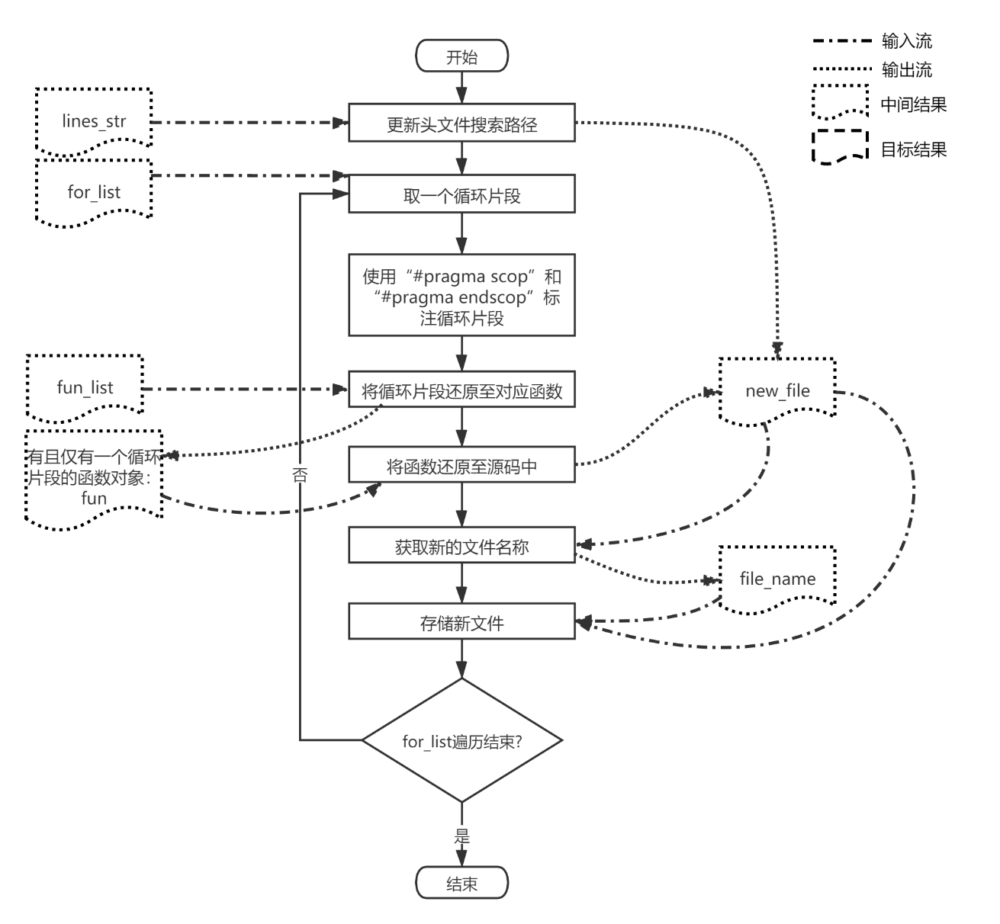 开始
输入流
输出流
中间结果
目标结果
lines_str
更新头文件搜索路径
for_list
取一个循环片段
使用“#pragma scop”和
“#pragma endscop”标
注循环片段
fun_list
将循环片段还原至对应函数
new_file
有且仅有一个循环
片段的函数对象：
fun
否
将函数还原至源码中
获取新的文件名称
file_name
存储新文件
for_list遍历结束?
是
结束